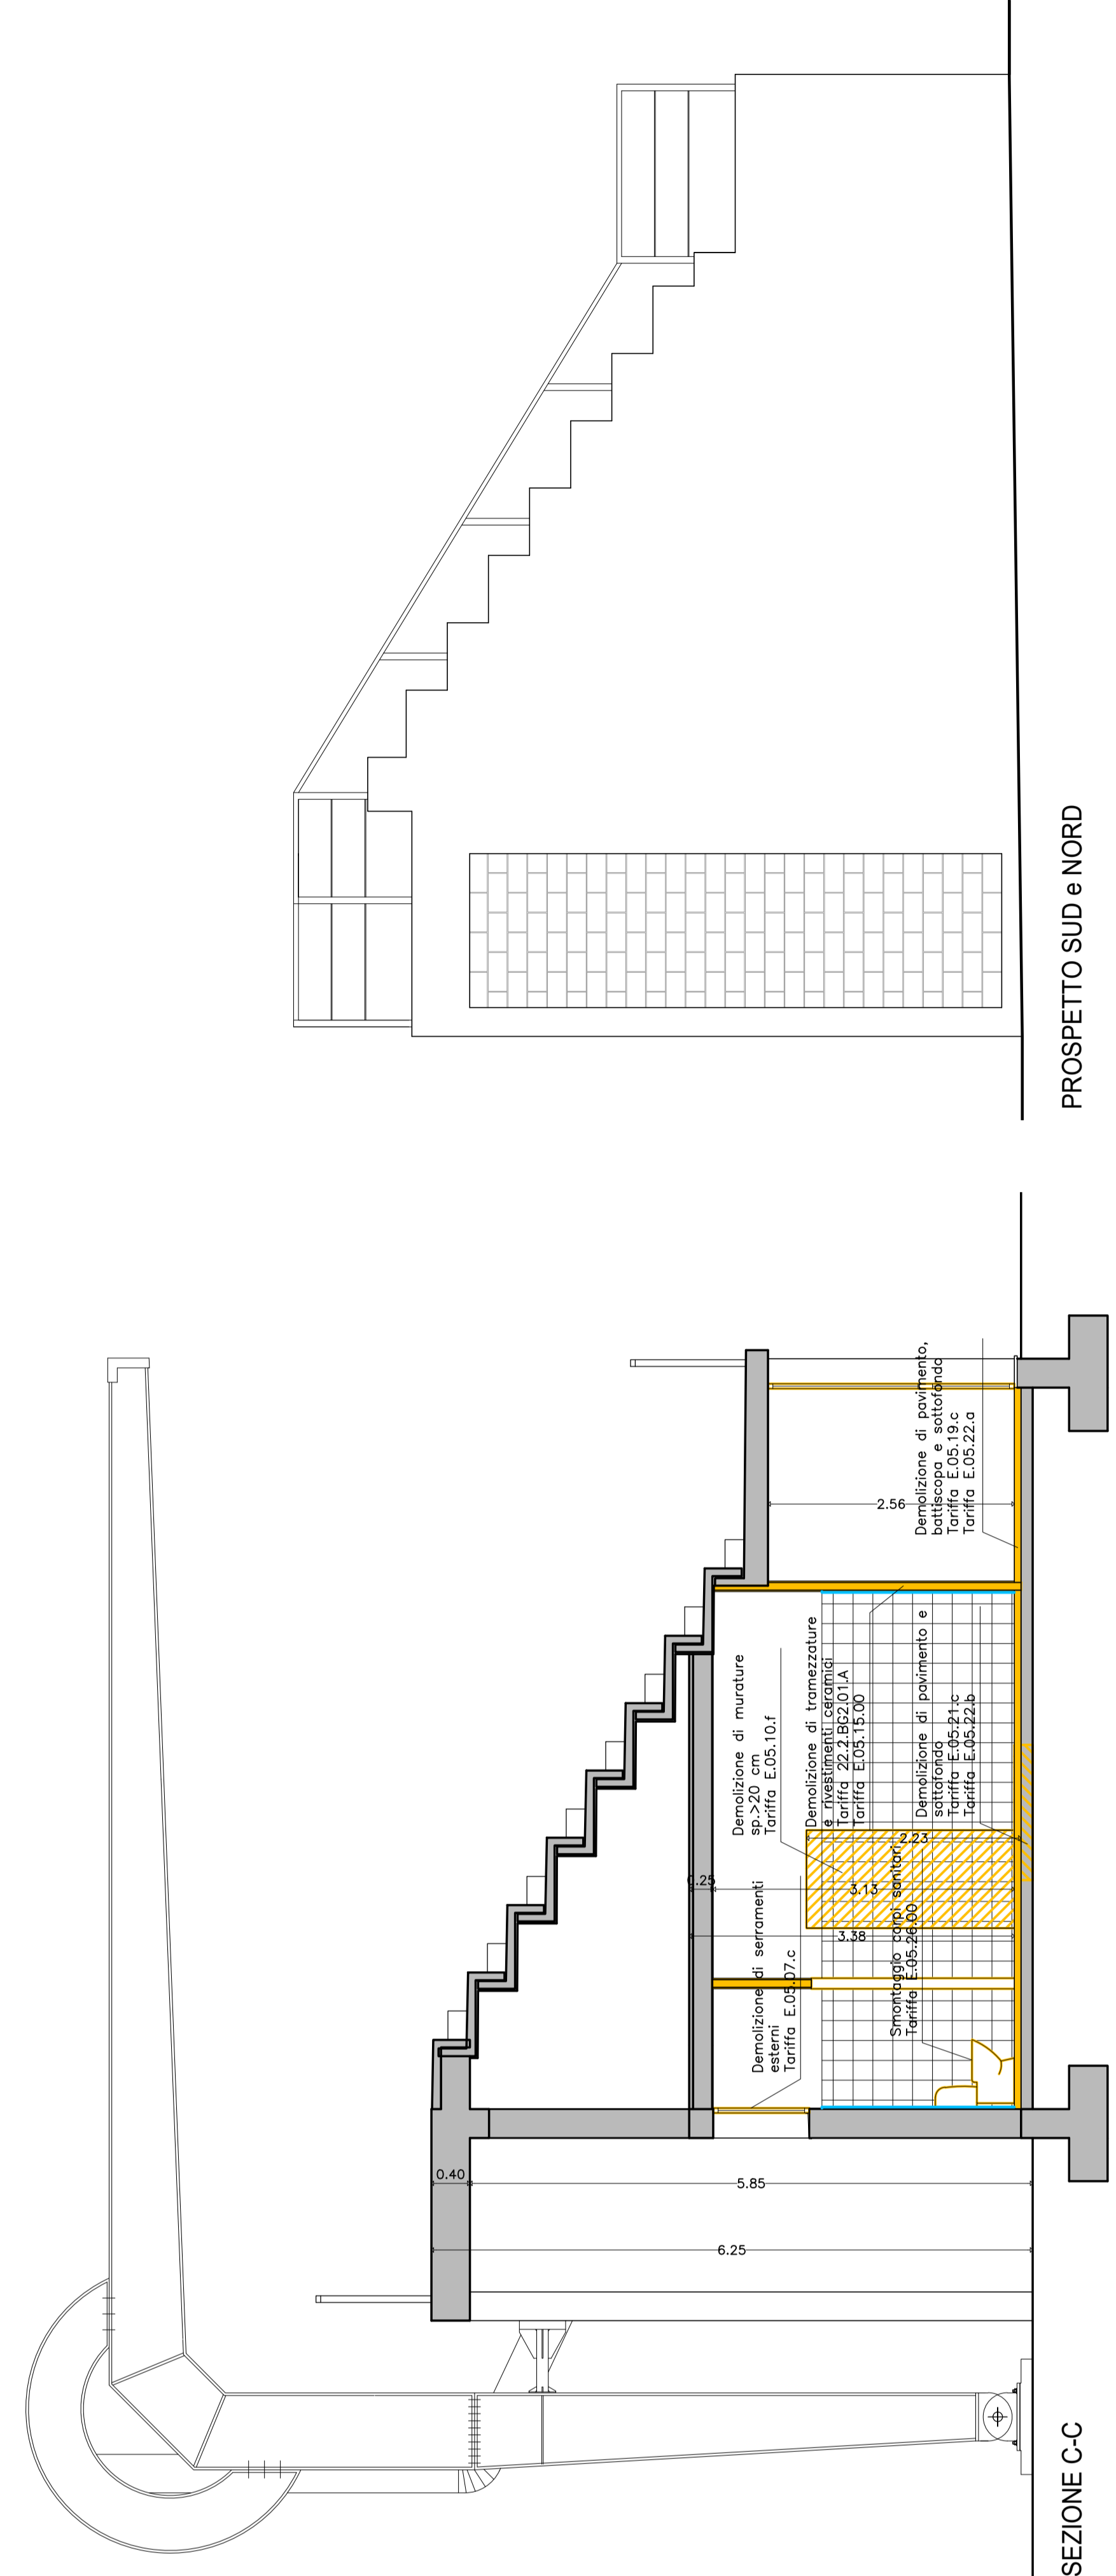 PROSPETTO SUD e NORD
Demolizione di pavimento,
battiscopa e sottofondo
Tariffa E.05.19.c
Tariffa E.05.22.a
2.56
Demolizione di murature
sp.>20 cm
Tariffa E.05.10.f
Demolizione di tramezzature
e rivestimenti ceramici
Tariffa 22.2.BG2.01.A
Tariffa E.05.15.00
Demolizione di pavimento e
sottofondo
Tariffa E.05.21.c
Tariffa E.05.22.b
2.23
0.25
3.13
3.38
Demolizione di serramenti
esterni
Tariffa E.05.07.c
Smontaggio corpi sanitari
Tariffa E.05.26.00
0.40
5.85
6.25
SEZIONE C-C